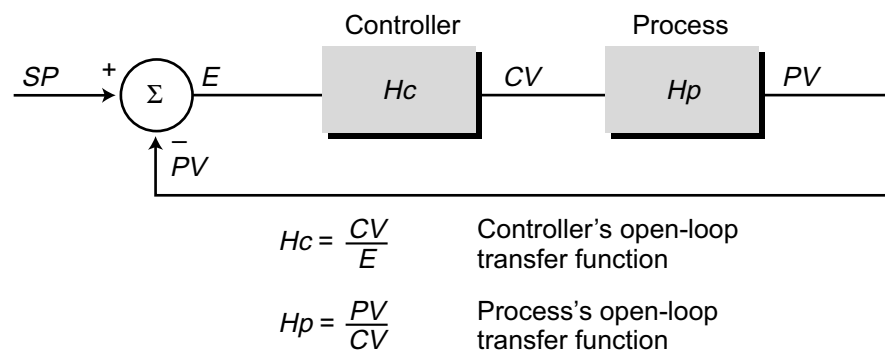 Controller Process
SP + Σ E Hc CV Hp PV
−
PV
Hc = CV / E Controller's open-loop
transfer function
Hp = PV / CV Process's open-loop
transfer function